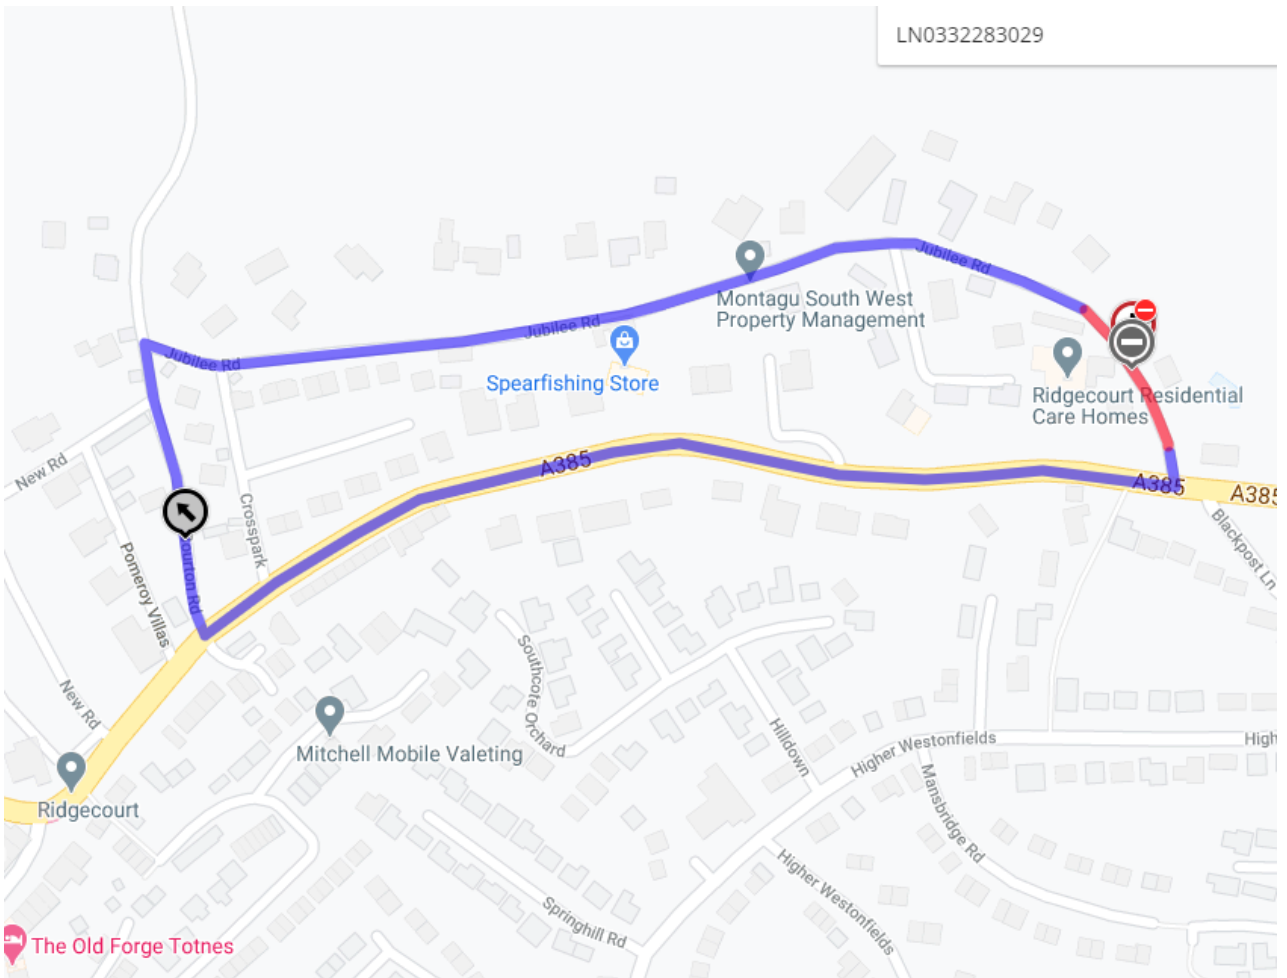 LN0332283029
Jubilee Rd
Montagu South West
Property Management
Jubilee Rd
Jubilee Rd
Spearfishing Store
Ridgecourt Residential
Care Homes
New Rd
A385
A385
A385
Crosspark
Blackpost Ln
Pomeroy Villas
New Rd
Southcote Orchard
Hilldown
Higher Westonfields
High
Mitchell Mobile Valeting
Mansbridge Rd
Ridgecourt
Higher Westonfields
Springhill Rd
The Old Forge Totnes